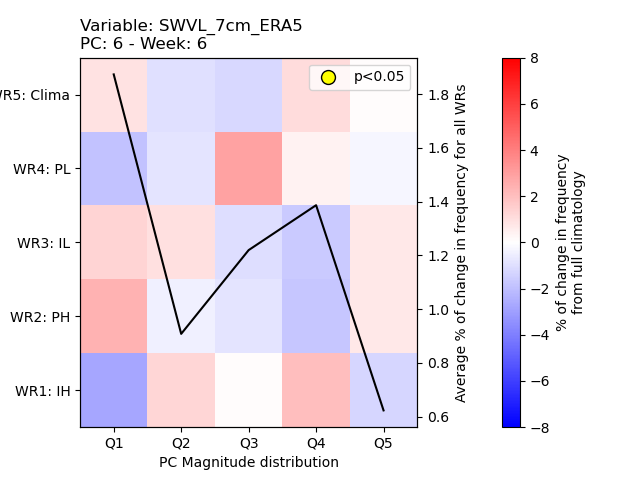 Variable: SWVL_7cm_ERA5
PC: 6 - Week: 6
p<0.05
WR5: Clima
WR4: PL
WR3: IL
WR2: PH
WR1: IH
Q1 Q2 Q3 Q4 Q5
PC Magnitude distribution
1.8
1.6
1.4
1.2
1.0
0.8
0.6
Average % of change in frequency for all WRs
8
6
4
2
0
−2
−4
−6
−8
% of change in frequency
from full climatology